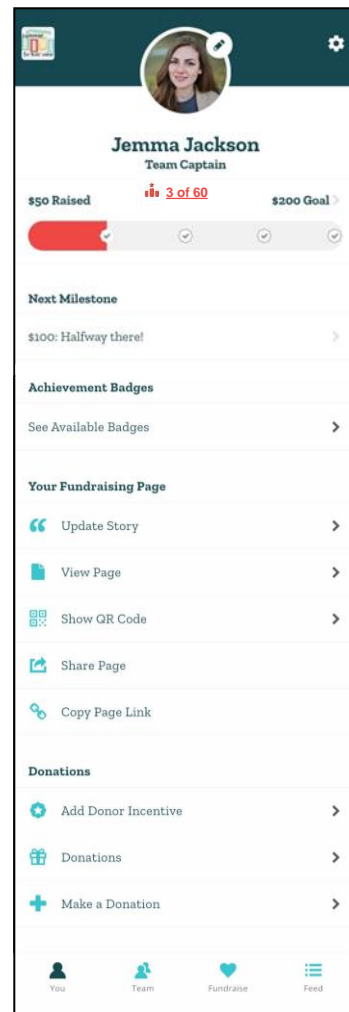 Jemma Jackson
Team Captain
$50 Raised
3 of 60
$200 Goal
Next Milestone
$100: Halfway there!
Achievement Badges
See Available Badges
Your Fundraising Page
Update Story
View Page
Show QR Code
Share Page
Copy Page Link
Donations
Add Donor Incentive
Donations
Make a Donation
You
Team
Fundraise
Feed